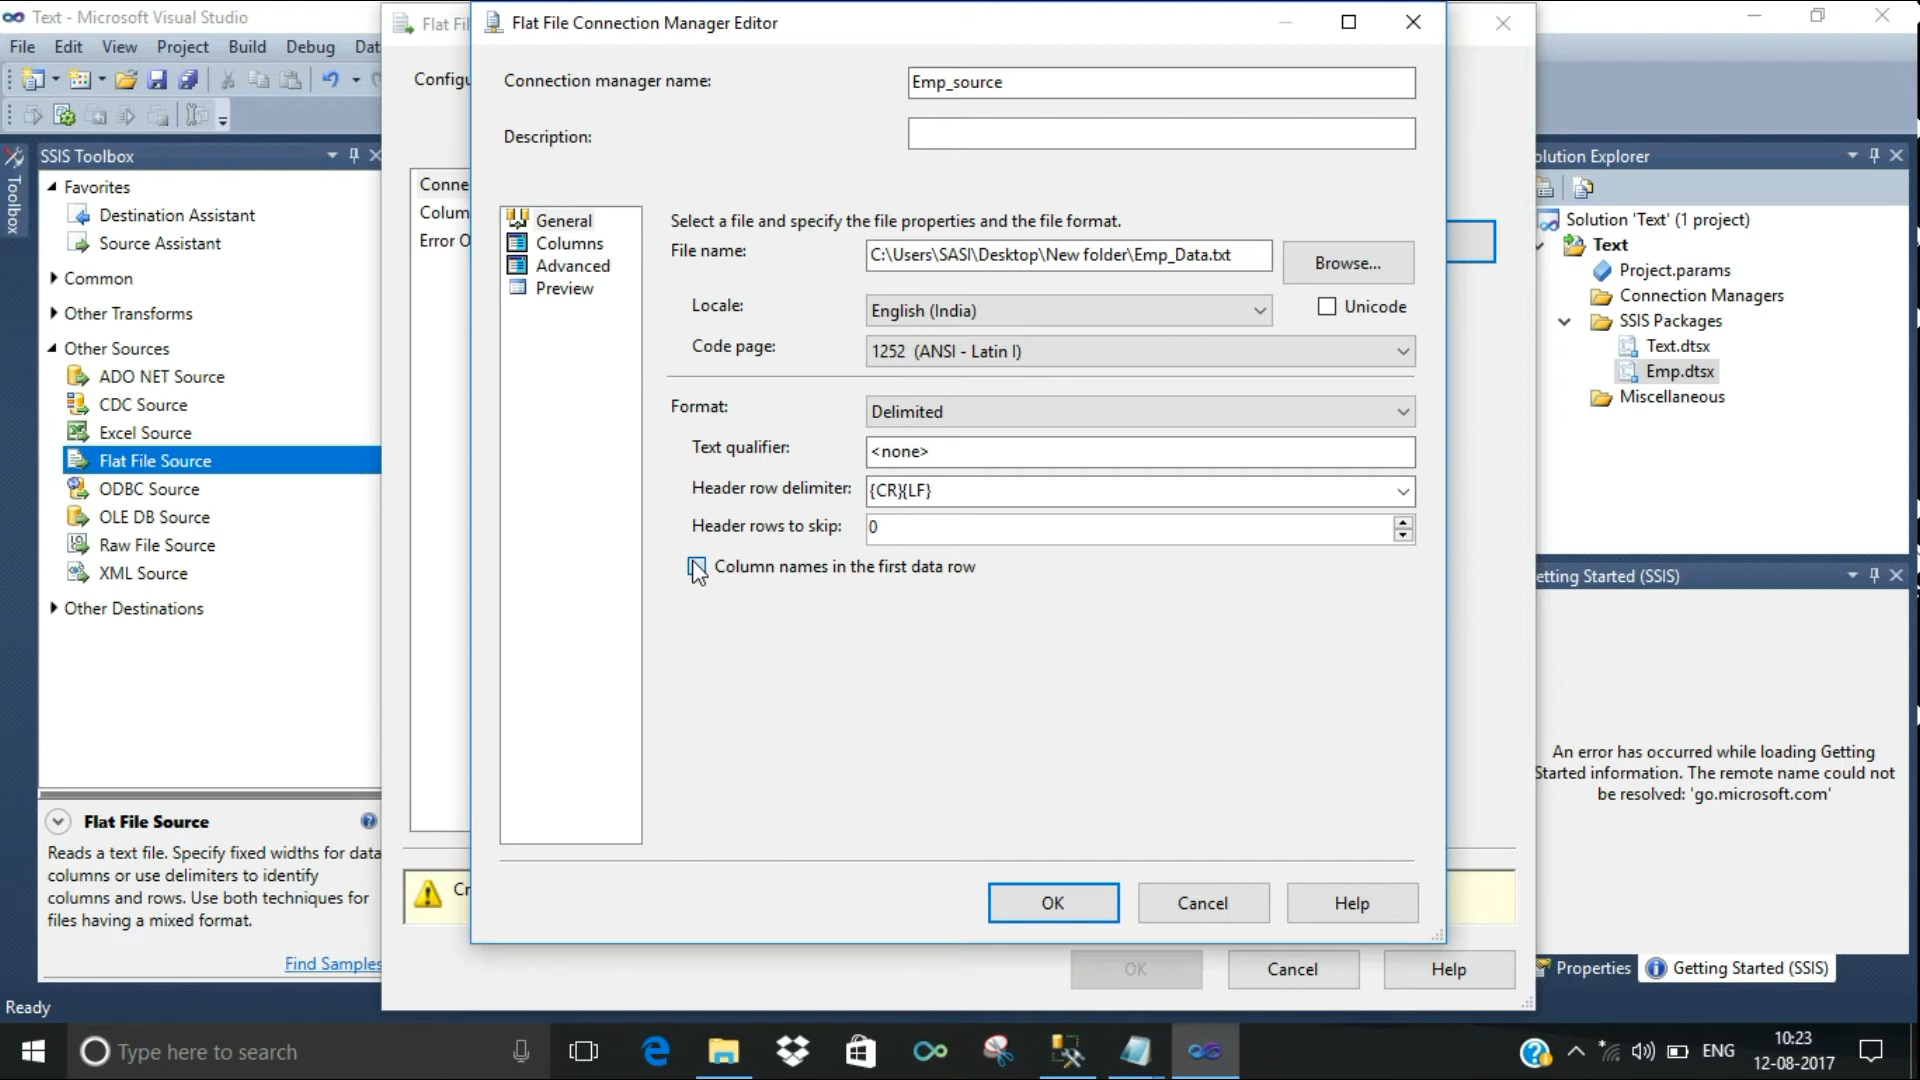 Text - Microsoft Visual Studio
File Edit View Project Build Debug Dat
Toolbox
SSIS Toolbox
Favorites
Destination Assistant
Source Assistant
Common
Other Transforms
Other Sources
ADO NET Source
CDC Source
Excel Source
Flat File Source
ODBC Source
OLE DB Source
Raw File Source
XML Source
Other Destinations
Flat File Source
Reads a text file. Specify fixed widths for data
columns or use delimiters to identify
columns and rows. Use both techniques for
files having a mixed format.
Find Samples
Ready
Flat Fil
Configu
Conne
Colum
Error O
Cr
OK Cancel Help
Flat File Connection Manager Editor
Connection manager name: Emp_source
Description:
General
Columns
Advanced
Preview
Select a file and specify the file properties and the file format.
File name: C:\Users\SASI\Desktop\New folder\Emp_Data.txt Browse...
Locale: English (India) Unicode
Code page: 1252 (ANSI - Latin I)
Format: Delimited
Text qualifier: <none>
Header row delimiter: {CR}{LF}
Header rows to skip: 0
Column names in the first data row
OK Cancel Help
olution Explorer
Solution 'Text' (1 project)
Text
Project.params
Connection Managers
SSIS Packages
Text.dtsx
Emp.dtsx
Miscellaneous
etting Started (SSIS)
An error has occurred while loading Getting
Started information. The remote name could not
be resolved: 'go.microsoft.com'
Properties Getting Started (SSIS)
Type here to search
ENG
10:23
12-08-2017